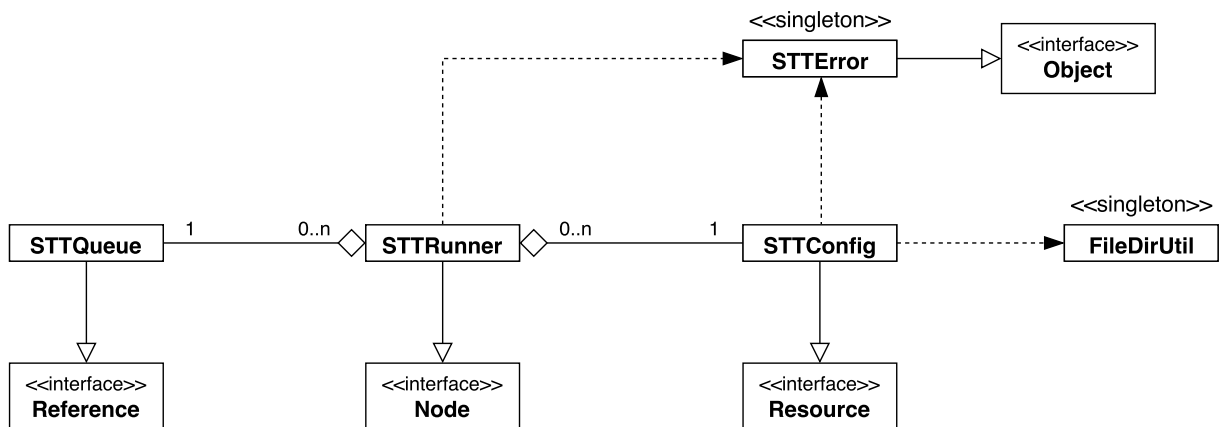 <<singleton>>
STTError
<<interface>>
Object
<<singleton>>
STTQueue
1
0..n
STTRunner
0..n
1
STTConfig
FileDirUtil
<<interface>>
Reference
<<interface>>
Node
<<interface>>
Resource